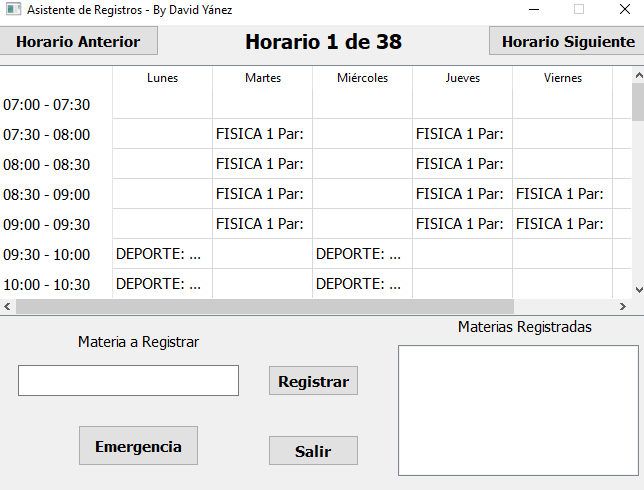 Asistente de Registros - By David Yánez
Horario Anterior Horario 1 de 38 Horario Siguiente
Lunes Martes Miércoles Jueves Viernes
07:00 - 07:30
07:30 - 08:00 FISICA 1 Par: FISICA 1 Par:
08:00 - 08:30 FISICA 1 Par: FISICA 1 Par:
08:30 - 09:00 FISICA 1 Par: FISICA 1 Par: FISICA 1 Par:
09:00 - 09:30 FISICA 1 Par: FISICA 1 Par: FISICA 1 Par:
09:30 - 10:00 DEPORTE: ... DEPORTE: ...
10:00 - 10:30 DEPORTE: ... DEPORTE: ...
Materia a Registrar
Registrar
Emergencia
Salir
Materias Registradas